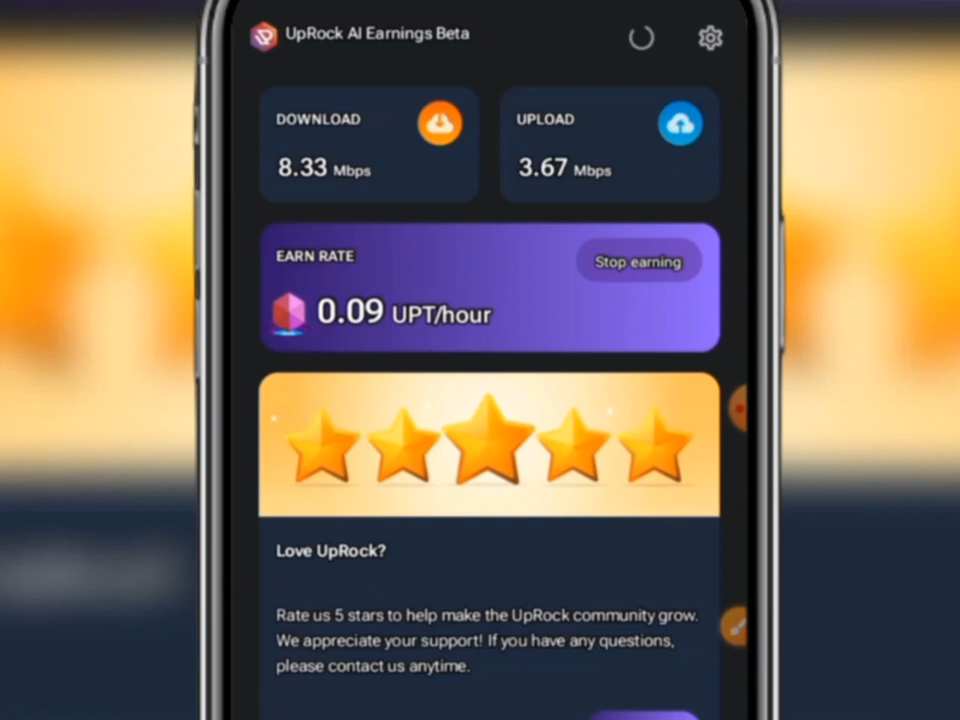 UpRock AI Earnings Beta
DOWNLOAD
8.33 Mbps
UPLOAD
3.67 Mbps
EARN RATE
Stop earning
0.09 UPT/hour
Love UpRock?
Rate us 5 stars to help make the UpRock community grow.
We appreciate your support! If you have any questions,
please contact us anytime.